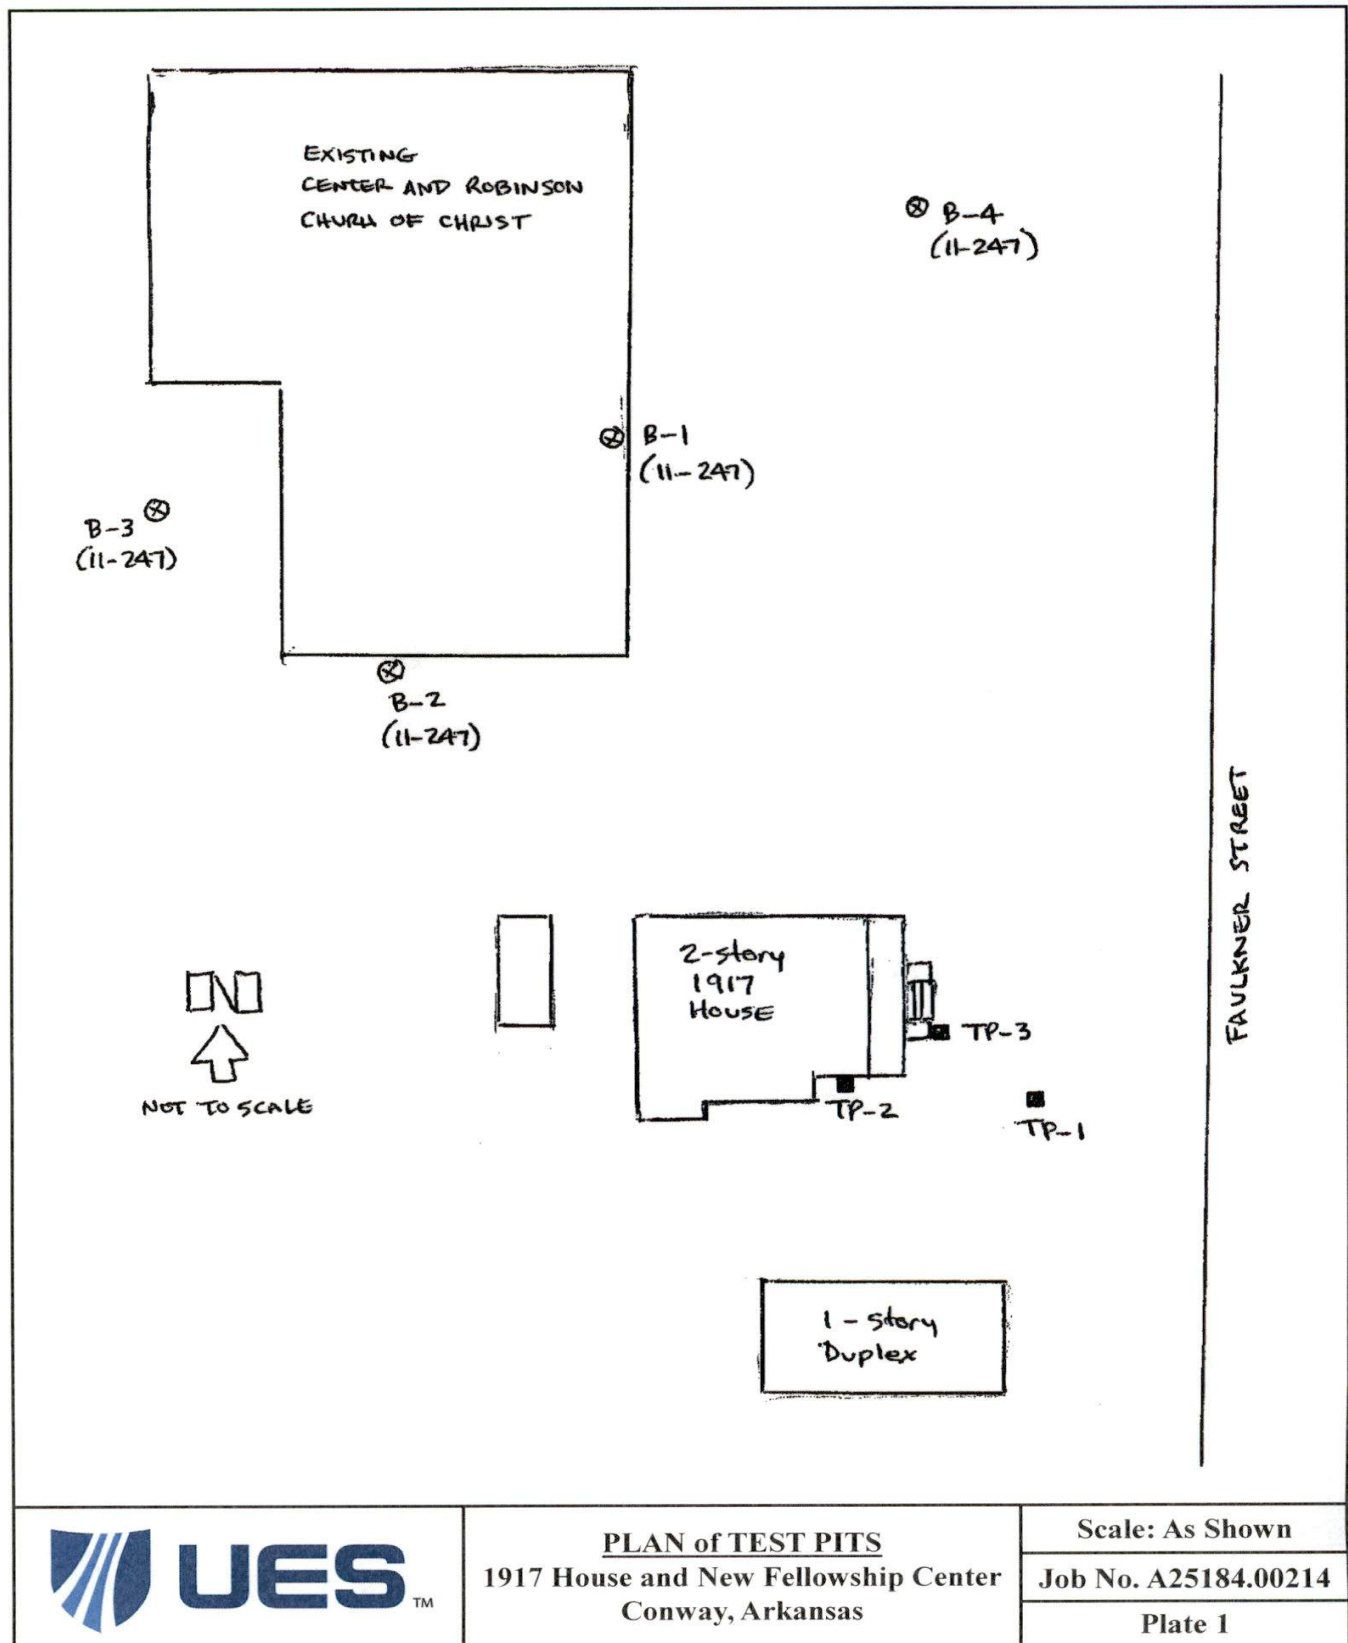 EXISTING
CENTER AND ROBINSON
CHURH OF CHRIST
B-4
(11-247)
B-1
(11-247)
B-3
(11-247)
B-2
(11-247)
FAULKNER STREET
2-story
1917
HOUSE
N
NOT TO SCALE
TP-3
TP-2
TP-1
1-story
Duplex
UES TM
PLAN of TEST PITS
1917 House and New Fellowship Center
Conway, Arkansas
Scale: As Shown
Job No. A25184.00214
Plate 1